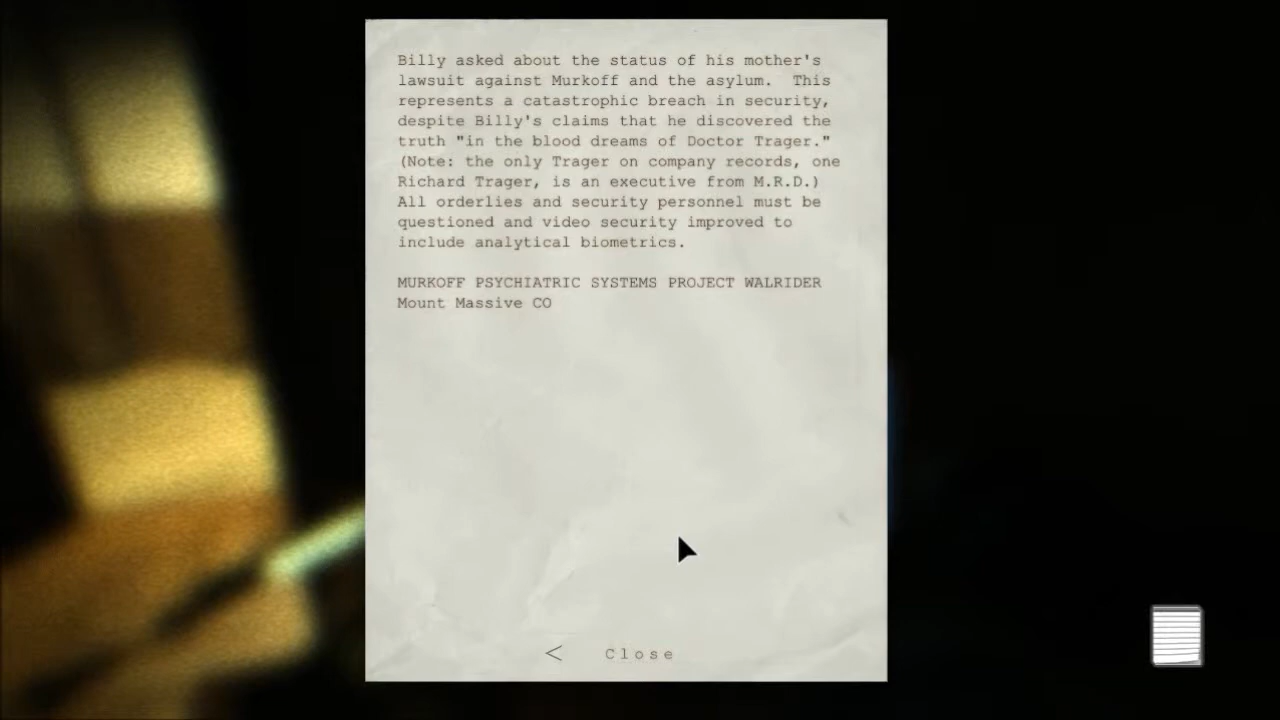 Billy asked about the status of his mother's
lawsuit against Murkoff and the asylum.  This
represents a catastrophic breach in security,
despite Billy's claims that he discovered the
truth "in the blood dreams of Doctor Trager."
(Note: the only Trager on company records, one
Richard Trager, is an executive from M.R.D.)
All orderlies and security personnel must be
questioned and video security improved to
include analytical biometrics.

MURKOFF PSYCHIATRIC SYSTEMS PROJECT WALRIDER
Mount Massive CO

< Close